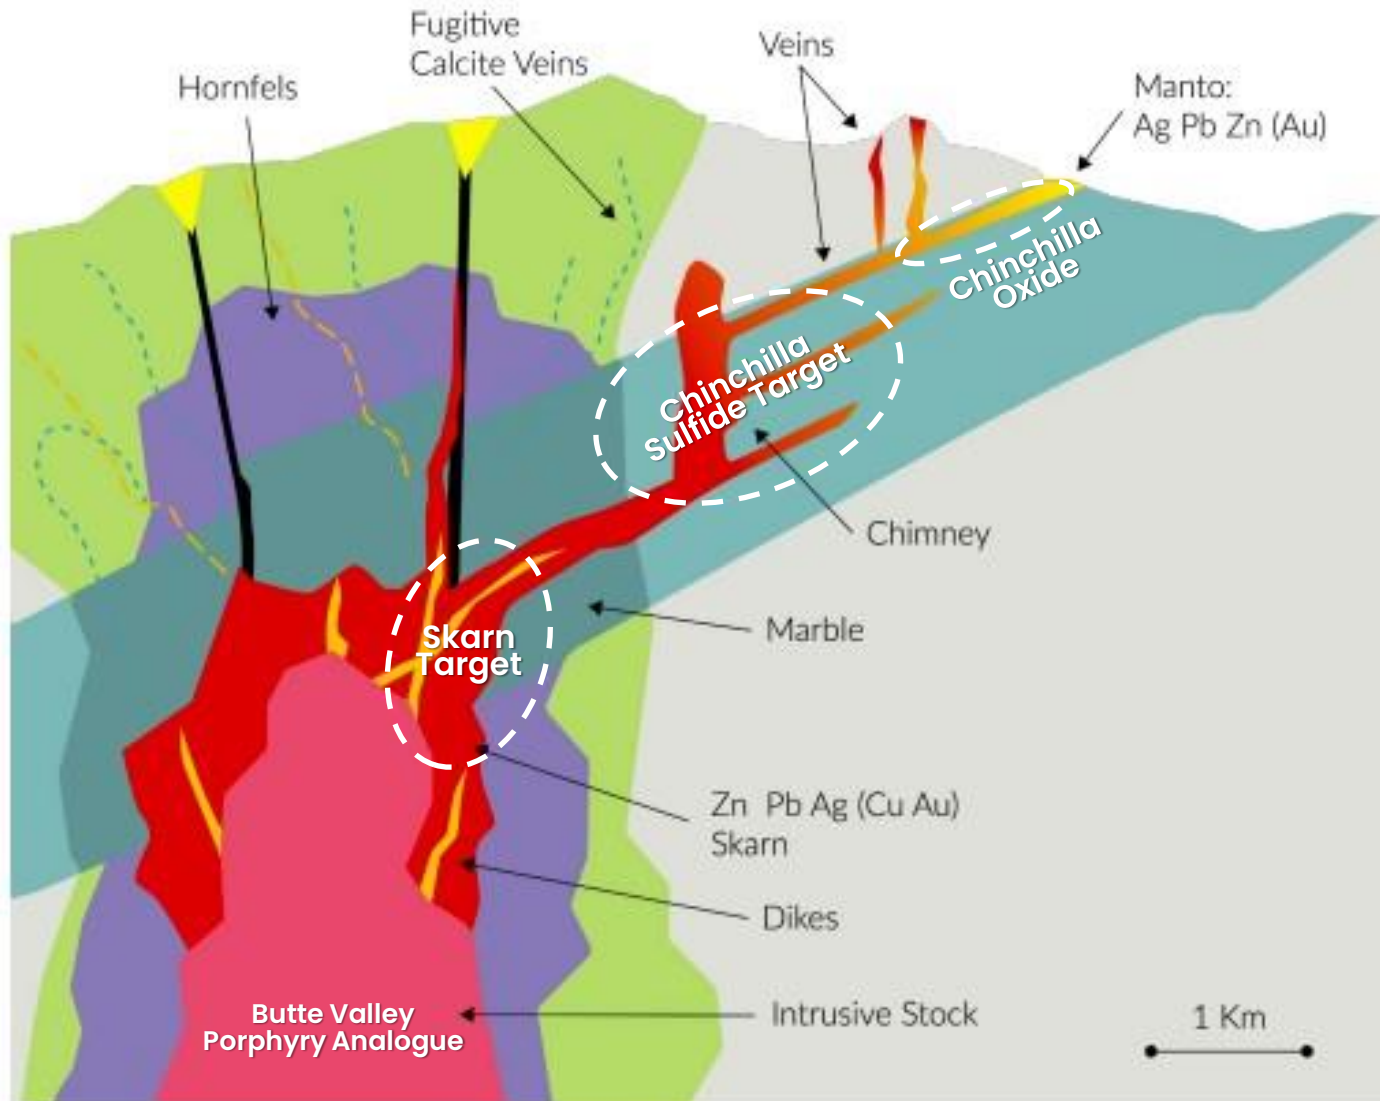 Fugitive
Calcite Veins
Veins
Hornfels
Manto:
Ag Pb Zn (Au)
Chinchilla
Oxide
Chinchilla
Sulfide Target
Chimney
Marble
Skarn
Target
Zn Pb Ag (Cu Au)
Skarn
Dikes
Butte Valley
Porphyry Analogue
Intrusive Stock
1 Km